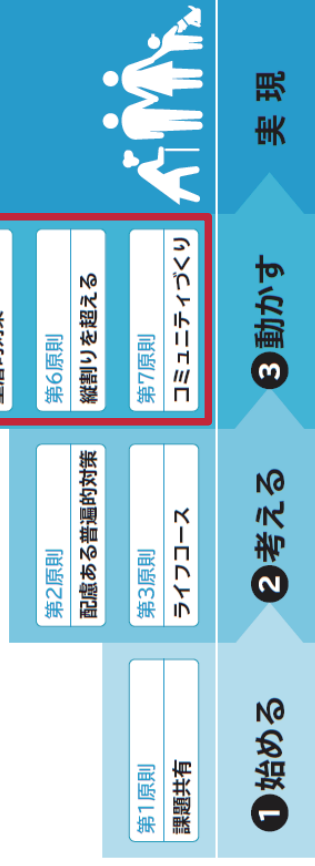 第6原則
縦割りを超える
第7原則
コミュニティづくり
第2原則
配慮ある普遍的対策
第3原則
ライフコース
第1原則
課題共有
❶始める
❷考える
❸動かす
実現